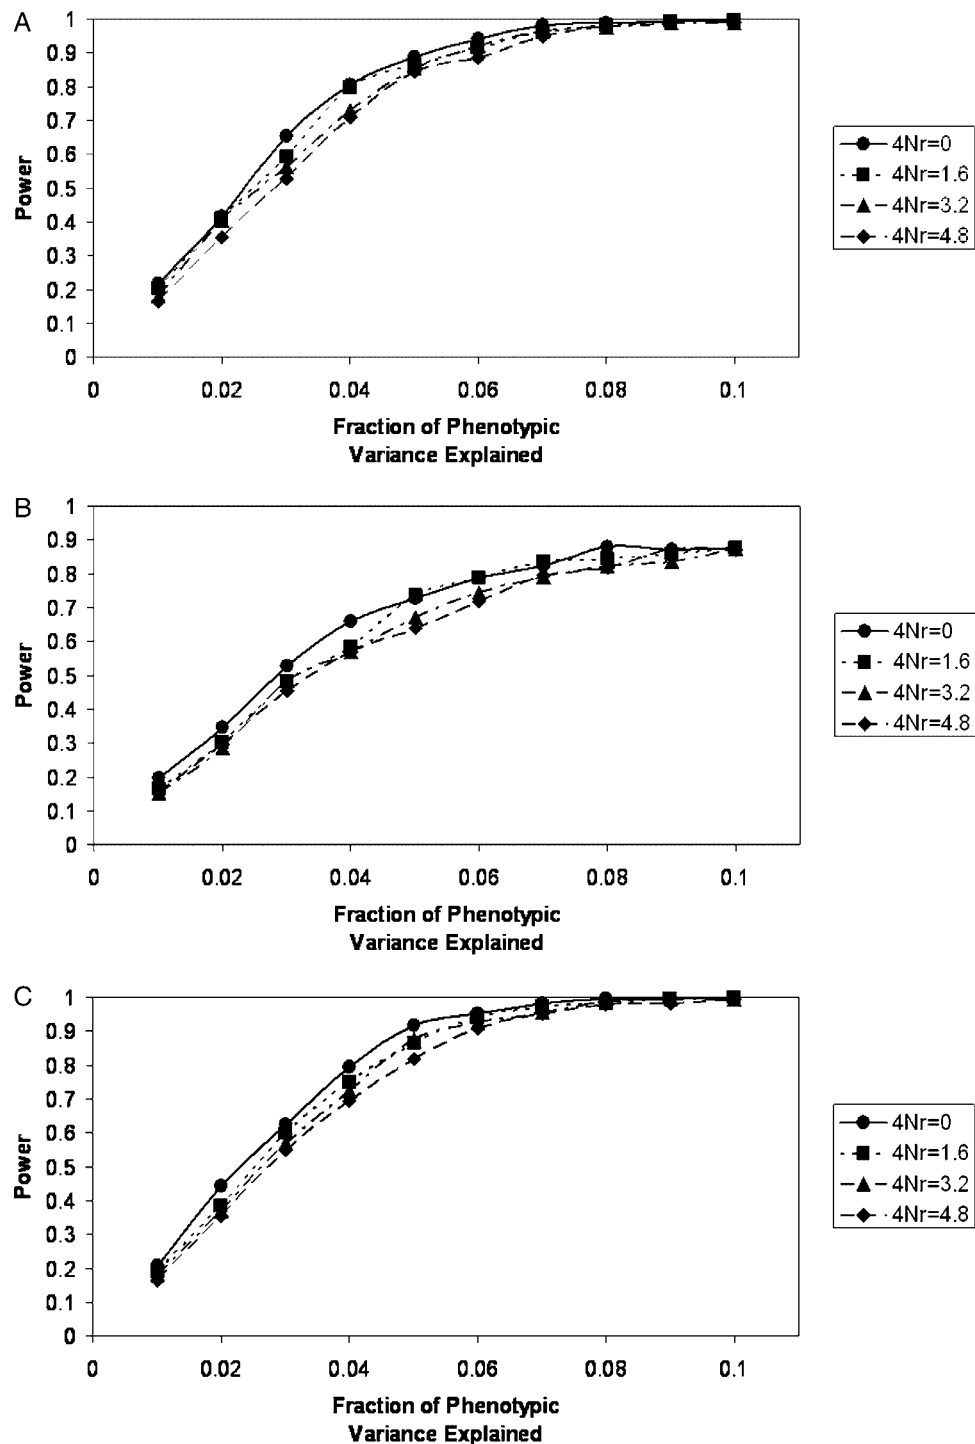 A
1
0.9
0.8
0.7
0.6
0.5
0.4
0.3
0.2
0.1
0
Power
0
0.02
0.04
0.06
0.08
0.1
Fraction of Phenotypic
Variance Explained
4Nr=0
4Nr=1.6
4Nr=3.2
4Nr=4.8
B
1
0.9
0.8
0.7
0.6
0.5
0.4
0.3
0.2
0.1
0
Power
0
0.02
0.04
0.06
0.08
0.1
Fraction of Phenotypic
Variance Explained
4Nr=0
4Nr=1.6
4Nr=3.2
4Nr=4.8
C
1
0.9
0.8
0.7
0.6
0.5
0.4
0.3
0.2
0.1
0
Power
0
0.02
0.04
0.06
0.08
0.1
Fraction of Phenotypic
Variance Explained
4Nr=0
4Nr=1.6
4Nr=3.2
4Nr=4.8